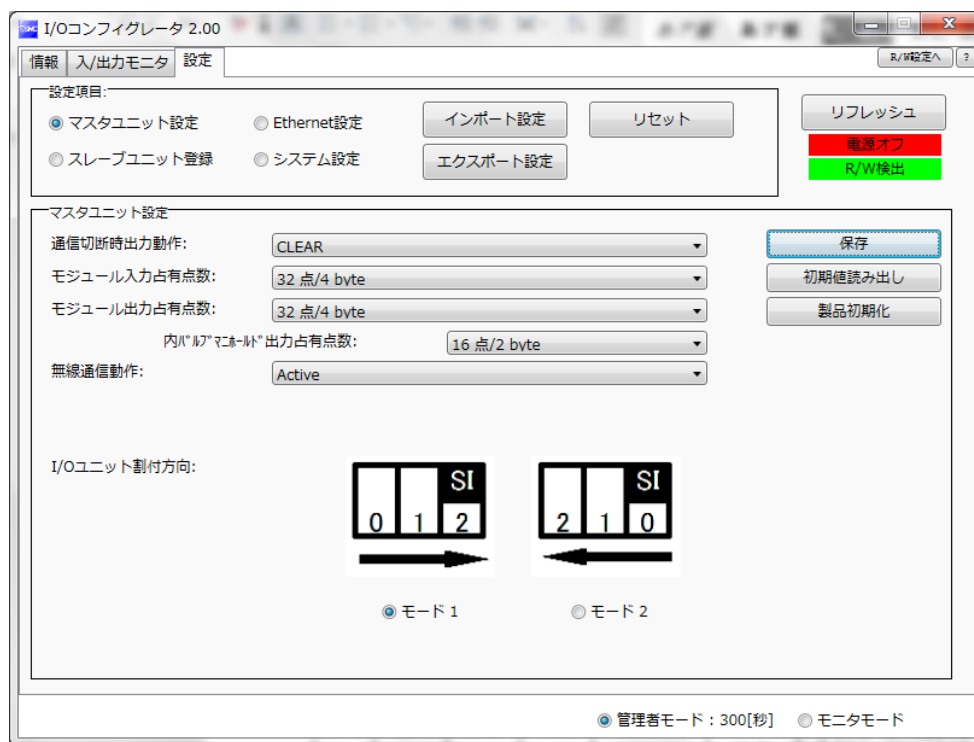 SMC I/Oコンフィグレータ 2.00
情報 入/出力モニタ 設定 R/W設定へ ?
設定項目:
マスタユニット設定 Ethernet設定 インポート設定 リセット リフレッシュ
電源オフ
スレーブユニット登録 システム設定 エクスポート設定 R/W検出
マスタユニット設定
通信切断時出力動作: CLEAR 保存
モジュール入力占有点数: 32 点/4 byte 初期値読み出し
モジュール出力占有点数: 32 点/4 byte 製品初期化
内ﾊﾞﾙﾌﾞﾏﾆﾎｰﾙﾄﾞ出力占有点数: 16 点/2 byte
無線通信動作: Active
I/Oユニット割付方向:
SI SI
0 1 2 2 1 0
モード 1 モード 2
管理者モード : 300[秒] モニタモード